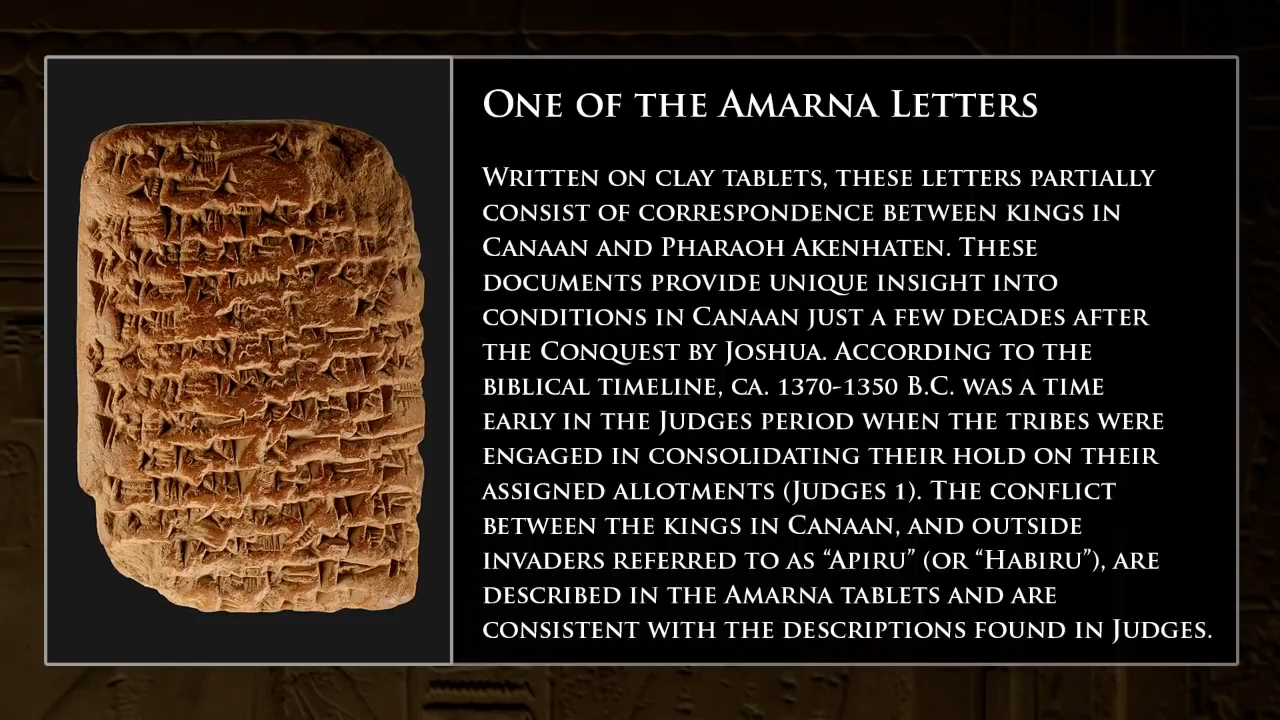 One of the Amarna Letters
Written on clay tablets, these letters partially
consist of correspondence between kings in
Canaan and Pharaoh Akenhaten. These
documents provide unique insight into
conditions in Canaan just a few decades after
the Conquest by Joshua. According to the
biblical timeline, ca. 1370-1350 B.C. was a time
early in the Judges period when the tribes were
engaged in consolidating their hold on their
assigned allotments (Judges 1). The conflict
between the kings in Canaan, and outside
invaders referred to as “Apiru” (or “Habiru”), are
described in the Amarna tablets and are
consistent with the descriptions found in Judges.